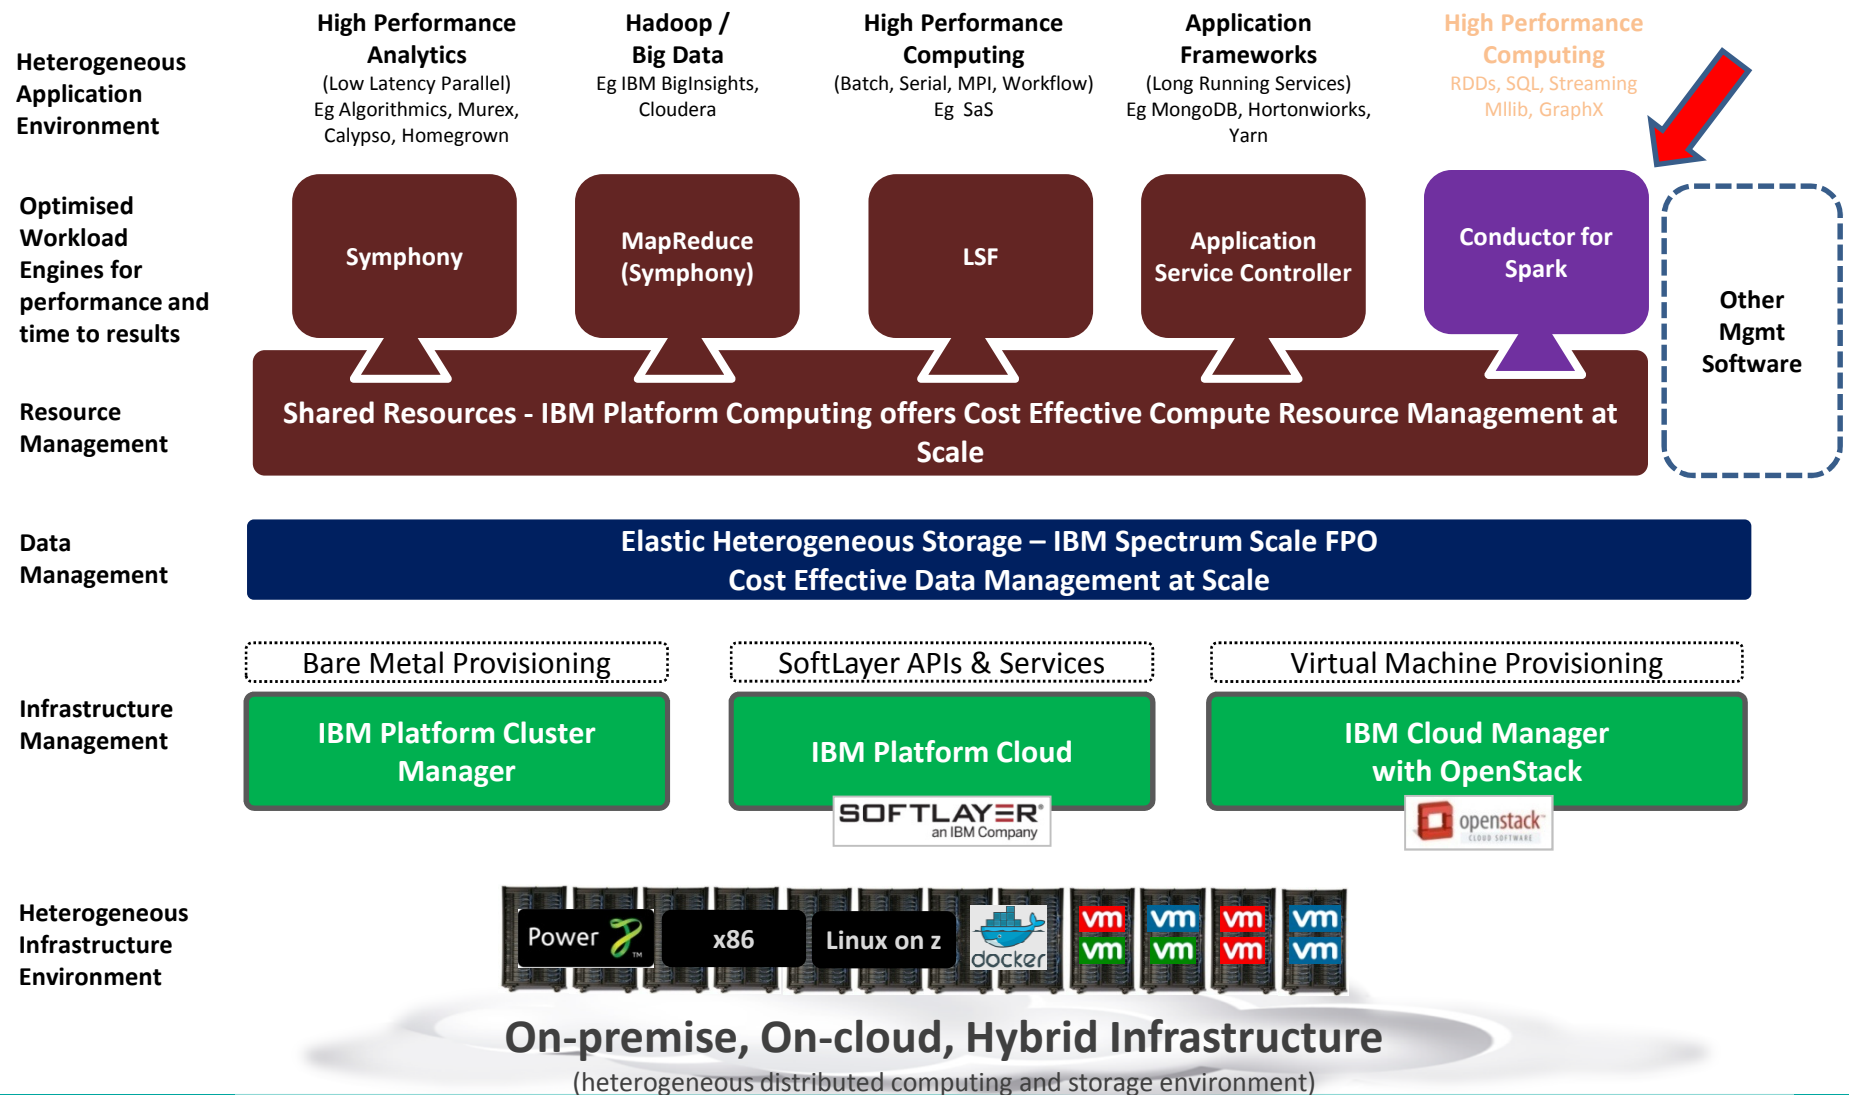 High Performance
Analytics
(Low Latency Parallel)
Eg Algorithmics, Murex,
Calypso, Homegrown
Hadoop /
Big Data
Eg IBM BigInsights,
Cloudera
High Performance
Computing
(Batch, Serial, MPI, Workflow)
Eg SaS
Application
Frameworks
(Long Running Services)
Eg MongoDB, Hortonwiorks,
Yarn
High Performance
Computing
RDDs, SQL, Streaming
Mllib, GraphX
Heterogeneous
Application
Environment
Optimised
Workload
Engines for
performance and
time to results
Symphony
MapReduce
(Symphony)
LSF
Application
Service Controller
Conductor for
Spark
Other
Mgmt
Software
Resource
Management
Shared Resources - IBM Platform Computing offers Cost Effective Compute Resource Management at
Scale
Data
Management
Elastic Heterogeneous Storage – IBM Spectrum Scale FPO
Cost Effective Data Management at Scale
Bare Metal Provisioning
SoftLayer APIs & Services
Virtual Machine Provisioning
Infrastructure
Management
IBM Platform Cluster
Manager
IBM Platform Cloud
IBM Cloud Manager
with OpenStack
SOFTLAYER®
an IBM Company
openstack™
CLOUD SOFTWARE
Heterogeneous
Infrastructure
Environment
Power ™
x86
Linux on z
docker
vm vm vm vm
vm vm vm vm
On-premise, On-cloud, Hybrid Infrastructure
(heterogeneous distributed computing and storage environment)